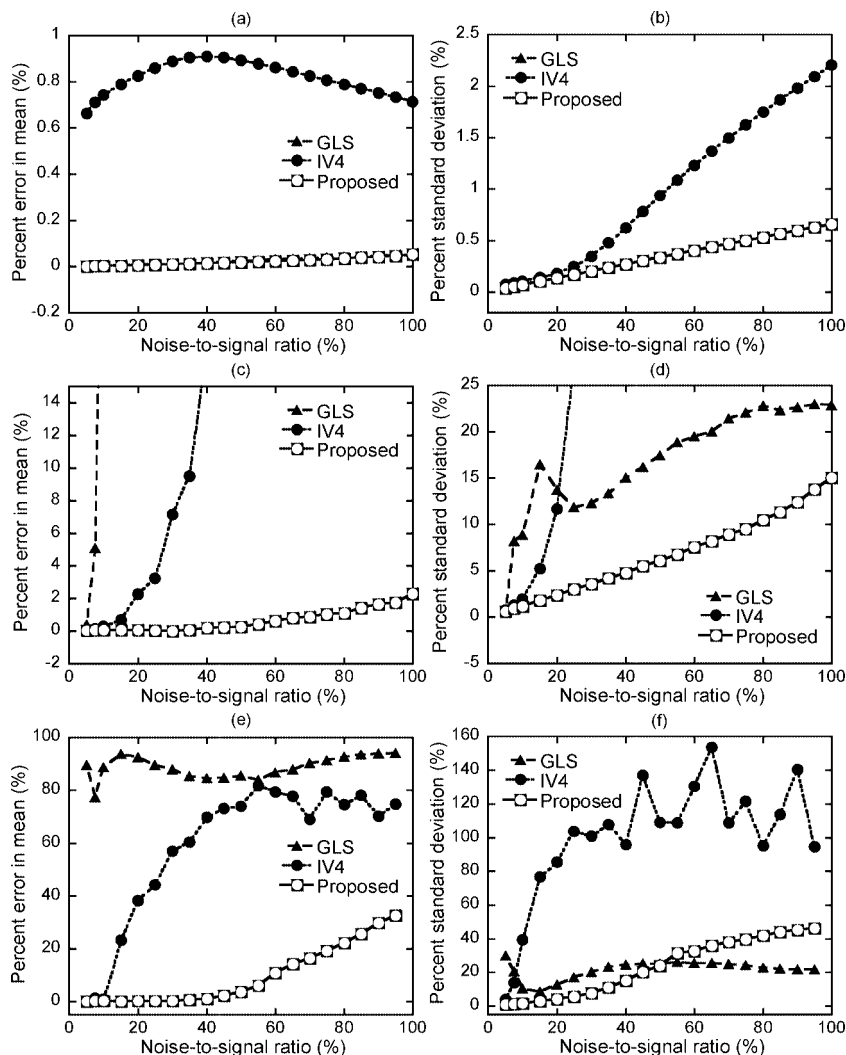 (a)
Percent error in mean (%)
1
0.8
0.6
0.4
0.2
0
-0.2
GLS
IV4
Proposed
0 20 40 60 80 100
Noise-to-signal ratio (%)
(b)
Percent standard deviation (%)
2.5
2
1.5
1
0.5
0
GLS
IV4
Proposed
0 20 40 60 80 100
Noise-to-signal ratio (%)
(c)
Percent error in mean (%)
14
12
10
8
6
4
2
0
-2
GLS
IV4
Proposed
0 20 40 60 80 100
Noise-to-signal ratio (%)
(d)
Percent standard deviation (%)
25
20
15
10
5
0
-5
GLS
IV4
Proposed
0 20 40 60 80 100
Noise-to-signal ratio (%)
(e)
Percent error in mean (%)
100
80
60
40
20
0
GLS
IV4
Proposed
0 20 40 60 80 100
Noise-to-signal ratio (%)
(f)
Percent standard deviation (%)
160
140
120
100
80
60
40
20
0
GLS
IV4
Proposed
0 20 40 60 80 100
Noise-to-signal ratio (%)